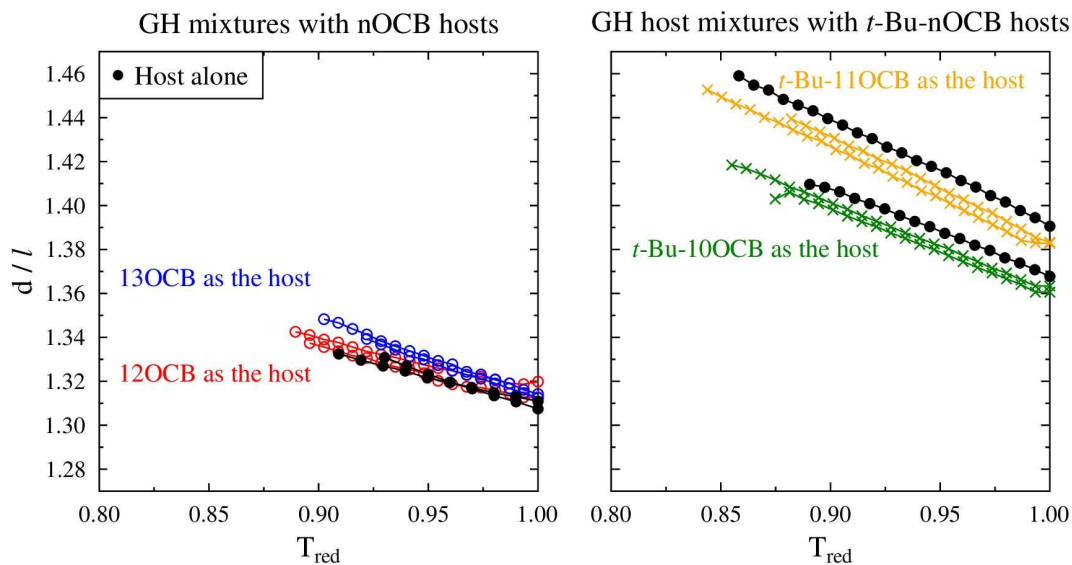 GH mixtures with nOCB hosts
GH host mixtures with t-Bu-nOCB hosts
Host alone
13OCB as the host
12OCB as the host
t-Bu-11OCB as the host
t-Bu-10OCB as the host
d / l
1.46
1.44
1.42
1.40
1.38
1.36
1.34
1.32
1.30
1.28
0.80
0.85
0.90
0.95
1.00
0.80
0.85
0.90
0.95
1.00
T_red
T_red